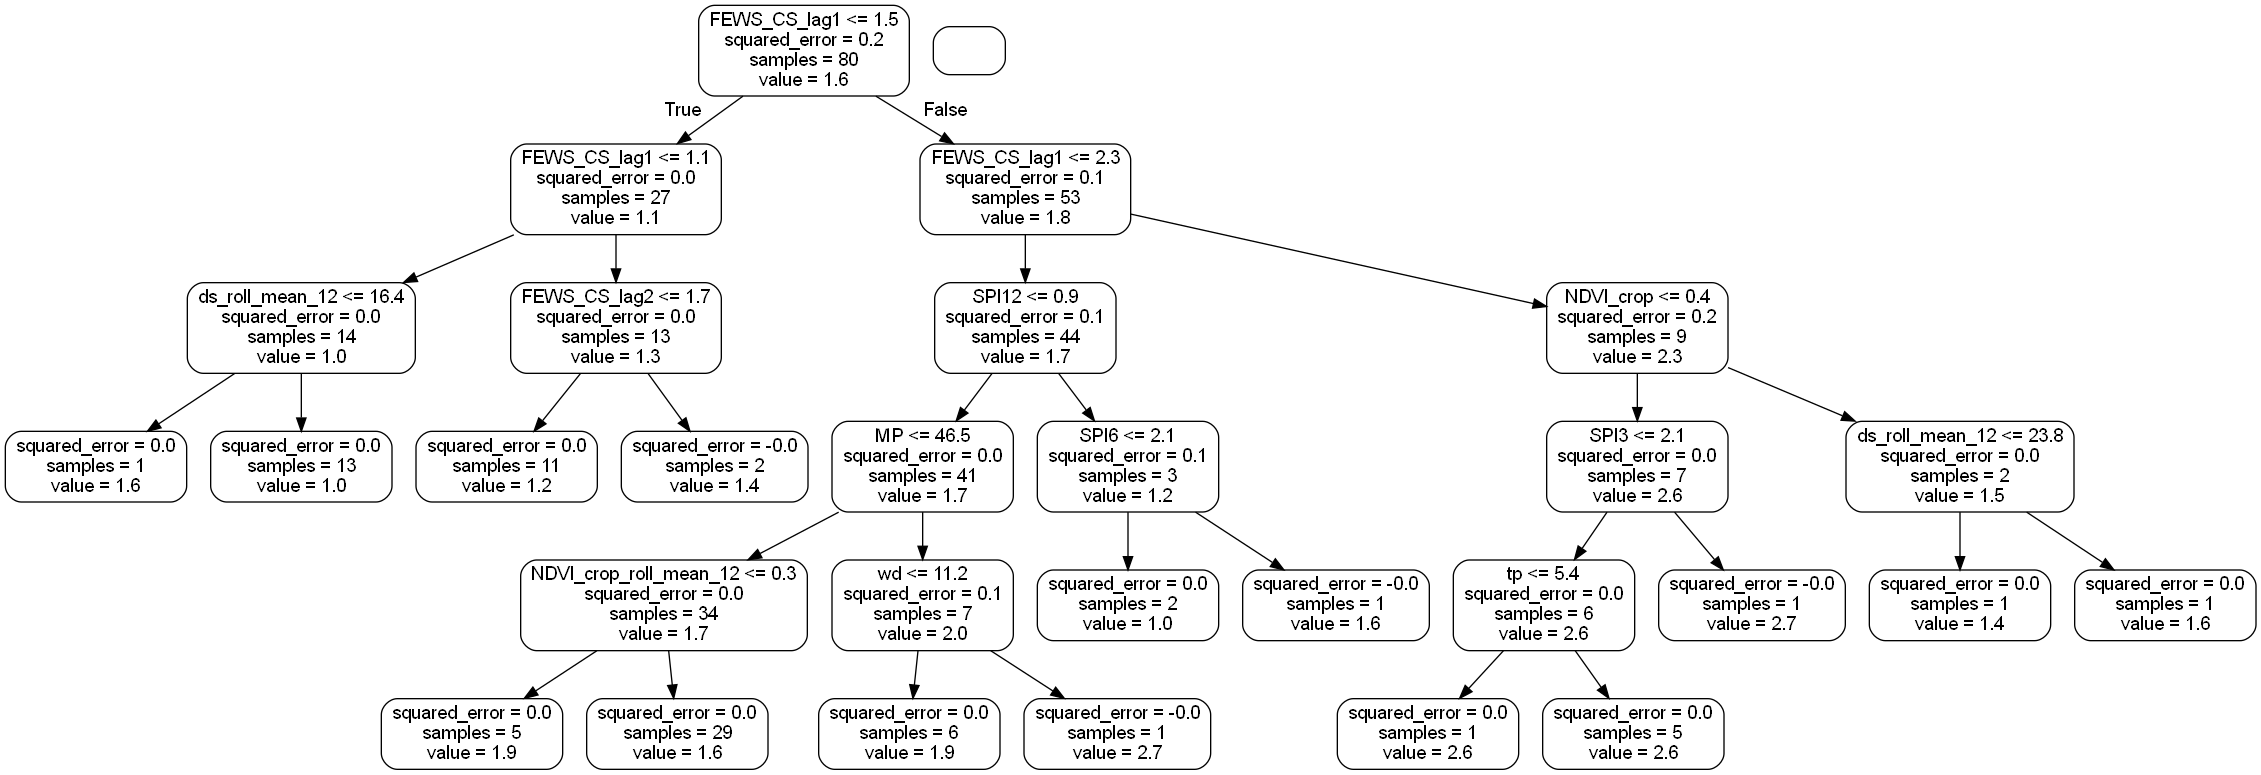 FEWS_CS_lag1 <= 1.5
squared_error = 0.2
samples = 80
value = 1.6
True
False
FEWS_CS_lag1 <= 1.1
squared_error = 0.0
samples = 27
value = 1.1
FEWS_CS_lag1 <= 2.3
squared_error = 0.1
samples = 53
value = 1.8
ds_roll_mean_12 <= 16.4
squared_error = 0.0
samples = 14
value = 1.0
FEWS_CS_lag2 <= 1.7
squared_error = 0.0
samples = 13
value = 1.3
SPI12 <= 0.9
squared_error = 0.1
samples = 44
value = 1.7
NDVI_crop <= 0.4
squared_error = 0.2
samples = 9
value = 2.3
squared_error = 0.0
samples = 1
value = 1.6
squared_error = 0.0
samples = 13
value = 1.0
squared_error = 0.0
samples = 11
value = 1.2
squared_error = -0.0
samples = 2
value = 1.4
MP <= 46.5
squared_error = 0.0
samples = 41
value = 1.7
SPI6 <= 2.1
squared_error = 0.1
samples = 3
value = 1.2
SPI3 <= 2.1
squared_error = 0.0
samples = 7
value = 2.6
ds_roll_mean_12 <= 23.8
squared_error = 0.0
samples = 2
value = 1.5
NDVI_crop_roll_mean_12 <= 0.3
squared_error = 0.0
samples = 34
value = 1.7
wd <= 11.2
squared_error = 0.1
samples = 7
value = 2.0
squared_error = 0.0
samples = 2
value = 1.0
squared_error = -0.0
samples = 1
value = 1.6
tp <= 5.4
squared_error = 0.0
samples = 6
value = 2.6
squared_error = -0.0
samples = 1
value = 2.7
squared_error = 0.0
samples = 1
value = 1.4
squared_error = 0.0
samples = 1
value = 1.6
squared_error = 0.0
samples = 5
value = 1.9
squared_error = 0.0
samples = 29
value = 1.6
squared_error = 0.0
samples = 6
value = 1.9
squared_error = -0.0
samples = 1
value = 2.7
squared_error = 0.0
samples = 1
value = 2.6
squared_error = 0.0
samples = 5
value = 2.6